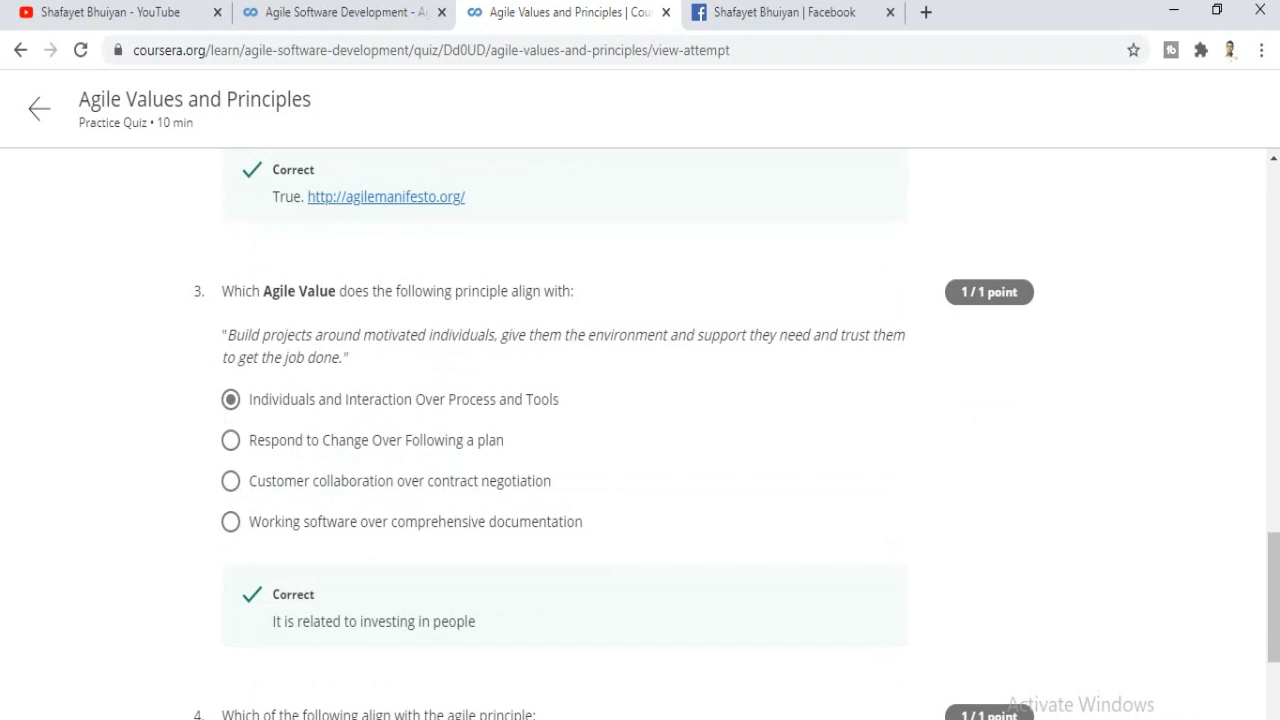 Shafayet Bhuiyan - YouTube
Agile Software Development - Ag
Agile Values and Principles | Cou
Shafayet Bhuiyan | Facebook
coursera.org/learn/agile-software-development/quiz/Dd0UD/agile-values-and-principles/view-attempt
Agile Values and Principles
Practice Quiz • 10 min
Correct
True. http://agilemanifesto.org/
3. Which Agile Value does the following principle align with:
1 / 1 point
"Build projects around motivated individuals, give them the environment and support they need and trust them
to get the job done."
Individuals and Interaction Over Process and Tools
Respond to Change Over Following a plan
Customer collaboration over contract negotiation
Working software over comprehensive documentation
Correct
It is related to investing in people
Activate Windows
4. Which of the following align with the agile principle:
1 / 1 point